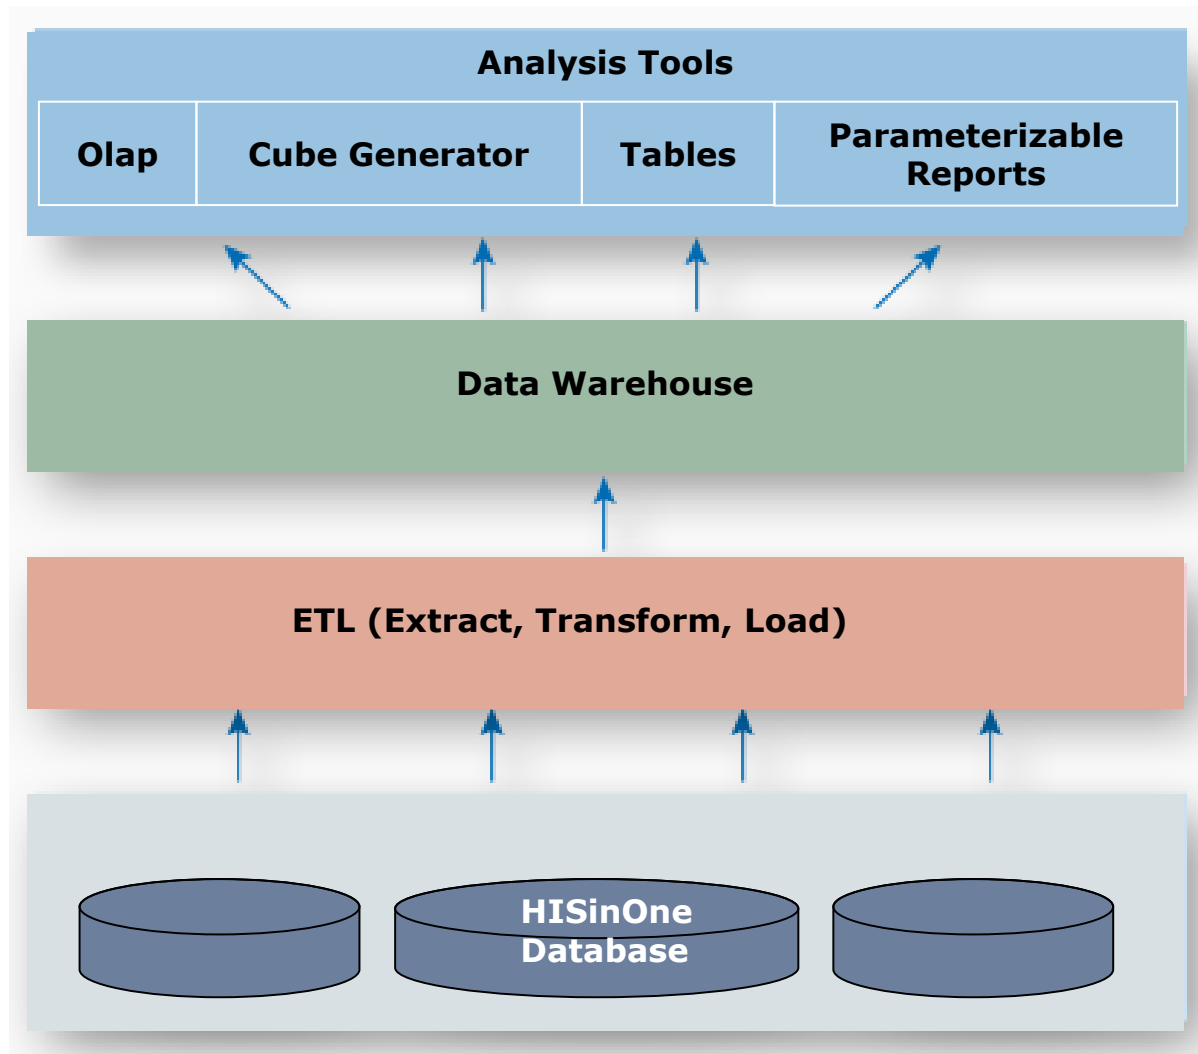 Analysis Tools
Olap
Cube Generator
Tables
Parameterizable
Reports
Data Warehouse
ETL (Extract, Transform, Load)
HISinOne
Database